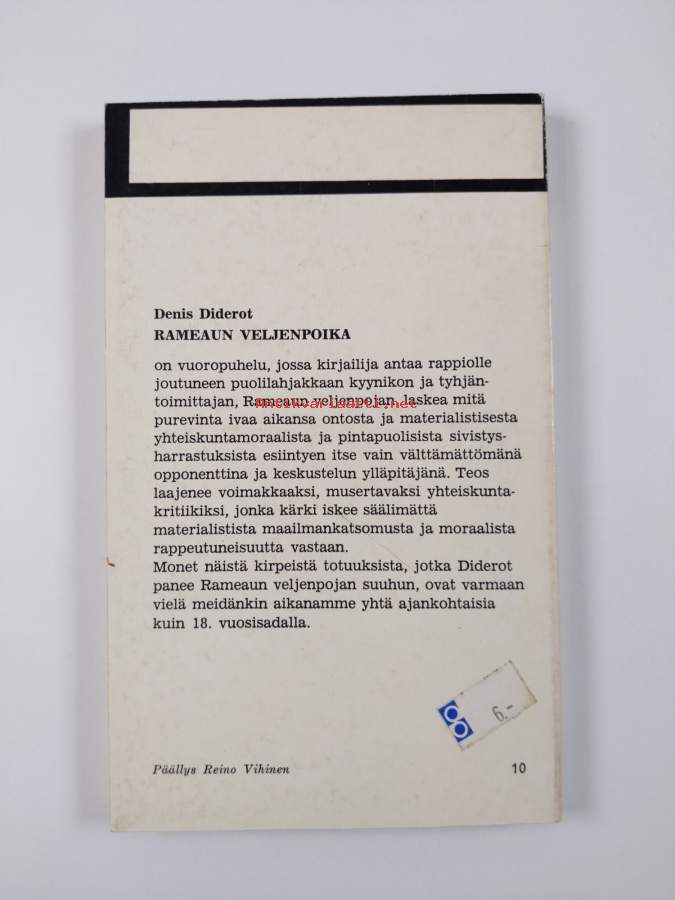 Denis Diderot
RAMEAUN VELJENPOIKA
on vuoropuhelu, jossa kirjailija antaa rappiolle
joutuneen puolilahjakkaan kyynikon ja tyhjän-
toimittajan, Rameaun veljenpojan, laskea mitä
Antikvariaatti.net
purevinta ivaa aikansa ontosta ja materialistisesta
yhteiskuntamoraalista ja pintapuolisista sivistys-
harrastuksista esiintyen itse vain välttämättömänä
opponenttina ja keskustelun ylläpitäjänä. Teos
laajenee voimakkaaksi, musertavaksi yhteiskunta-
kritiikiksi, jonka kärki iskee säälimättä
materialistista maailmankatsomusta ja moraalista
rappeutuneisuutta vastaan.
Monet näistä kirpeistä totuuksista, jotka Diderot
panee Rameaun veljenpojan suuhun, ovat varmaan
vielä meidänkin aikanamme yhtä ajankohtaisia
kuin 18. vuosisadalla.
6.-
Päällys Reino Vihinen
10